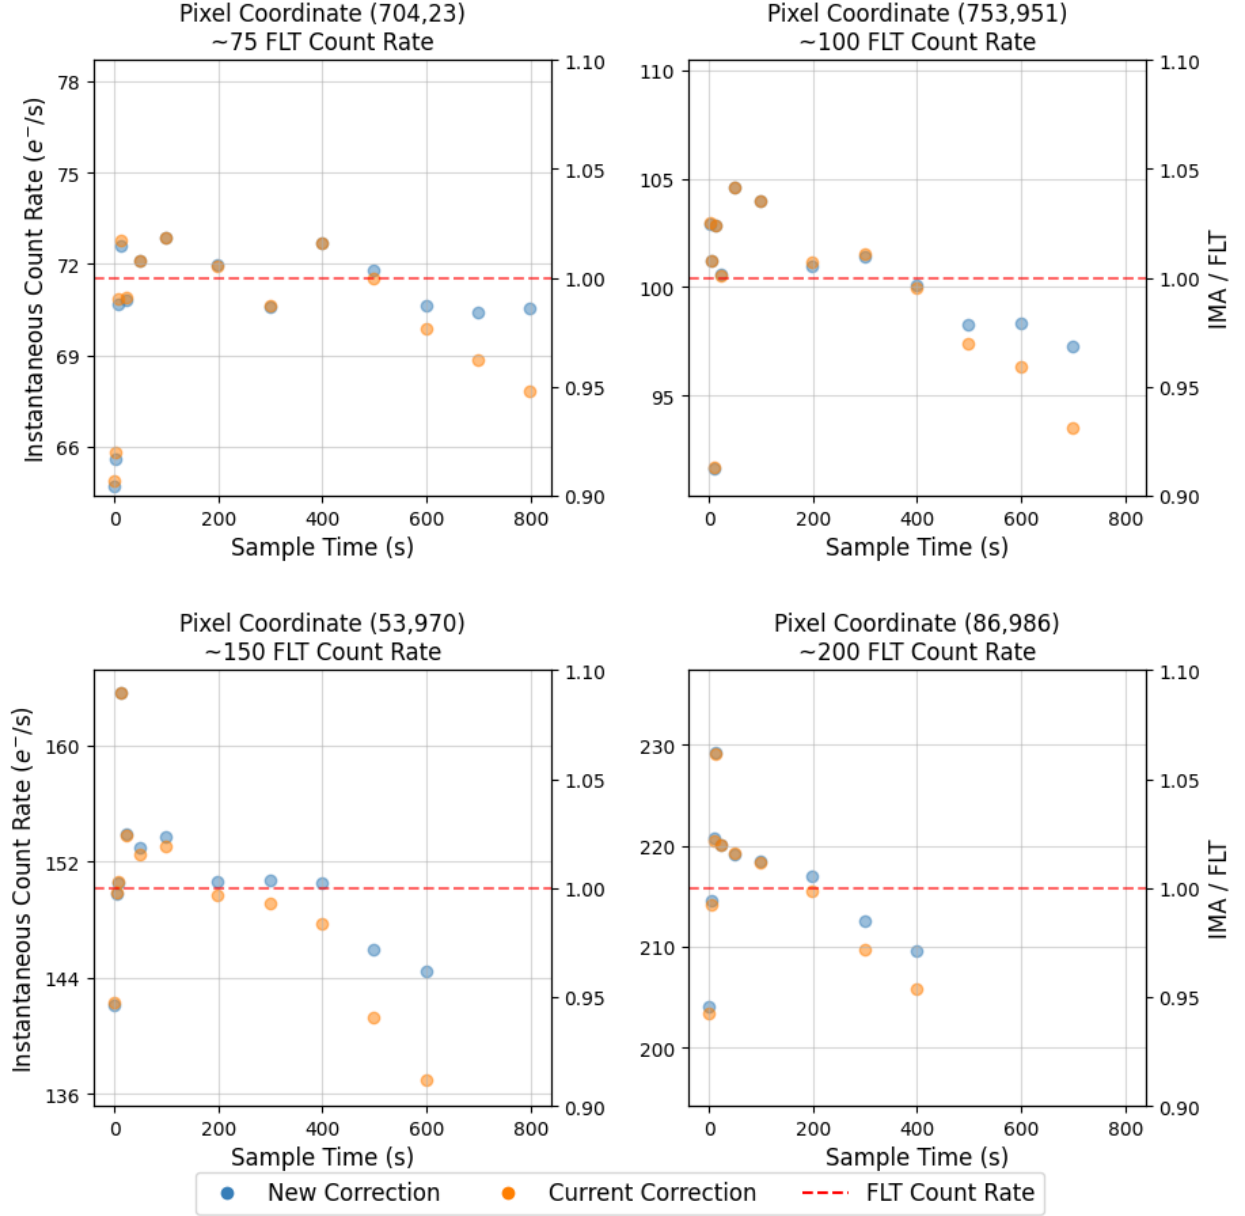 Pixel Coordinate (704,23)
~75 FLT Count Rate
Instantaneous Count Rate (e⁻/s)
78
75
72
69
66
1.10
1.05
1.00
0.95
0.90
0 200 400 600 800
Sample Time (s)
Pixel Coordinate (753,951)
~100 FLT Count Rate
110
105
100
95
1.10
1.05
1.00
0.95
0.90
IMA / FLT
0 200 400 600 800
Sample Time (s)
Pixel Coordinate (53,970)
~150 FLT Count Rate
Instantaneous Count Rate (e⁻/s)
160
152
144
136
1.10
1.05
1.00
0.95
0.90
0 200 400 600 800
Sample Time (s)
Pixel Coordinate (86,986)
~200 FLT Count Rate
230
220
210
200
1.10
1.05
1.00
0.95
0.90
IMA / FLT
0 200 400 600 800
Sample Time (s)
New Correction Current Correction FLT Count Rate